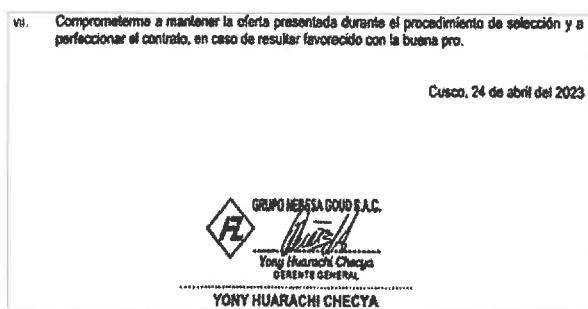 vii. Comprometerme a mantener la oferta presentada durante el procedimiento de selección y a
perfeccionar el contrato, en caso de resultar favorecido con la buena pro.
Cusco, 24 de abril del 2023
GRUPO NEBESA GOUD S.A.C.
FL
Yony Huarachi Checya
GERENTE GENERAL
YONY HUARACHI CHECYA